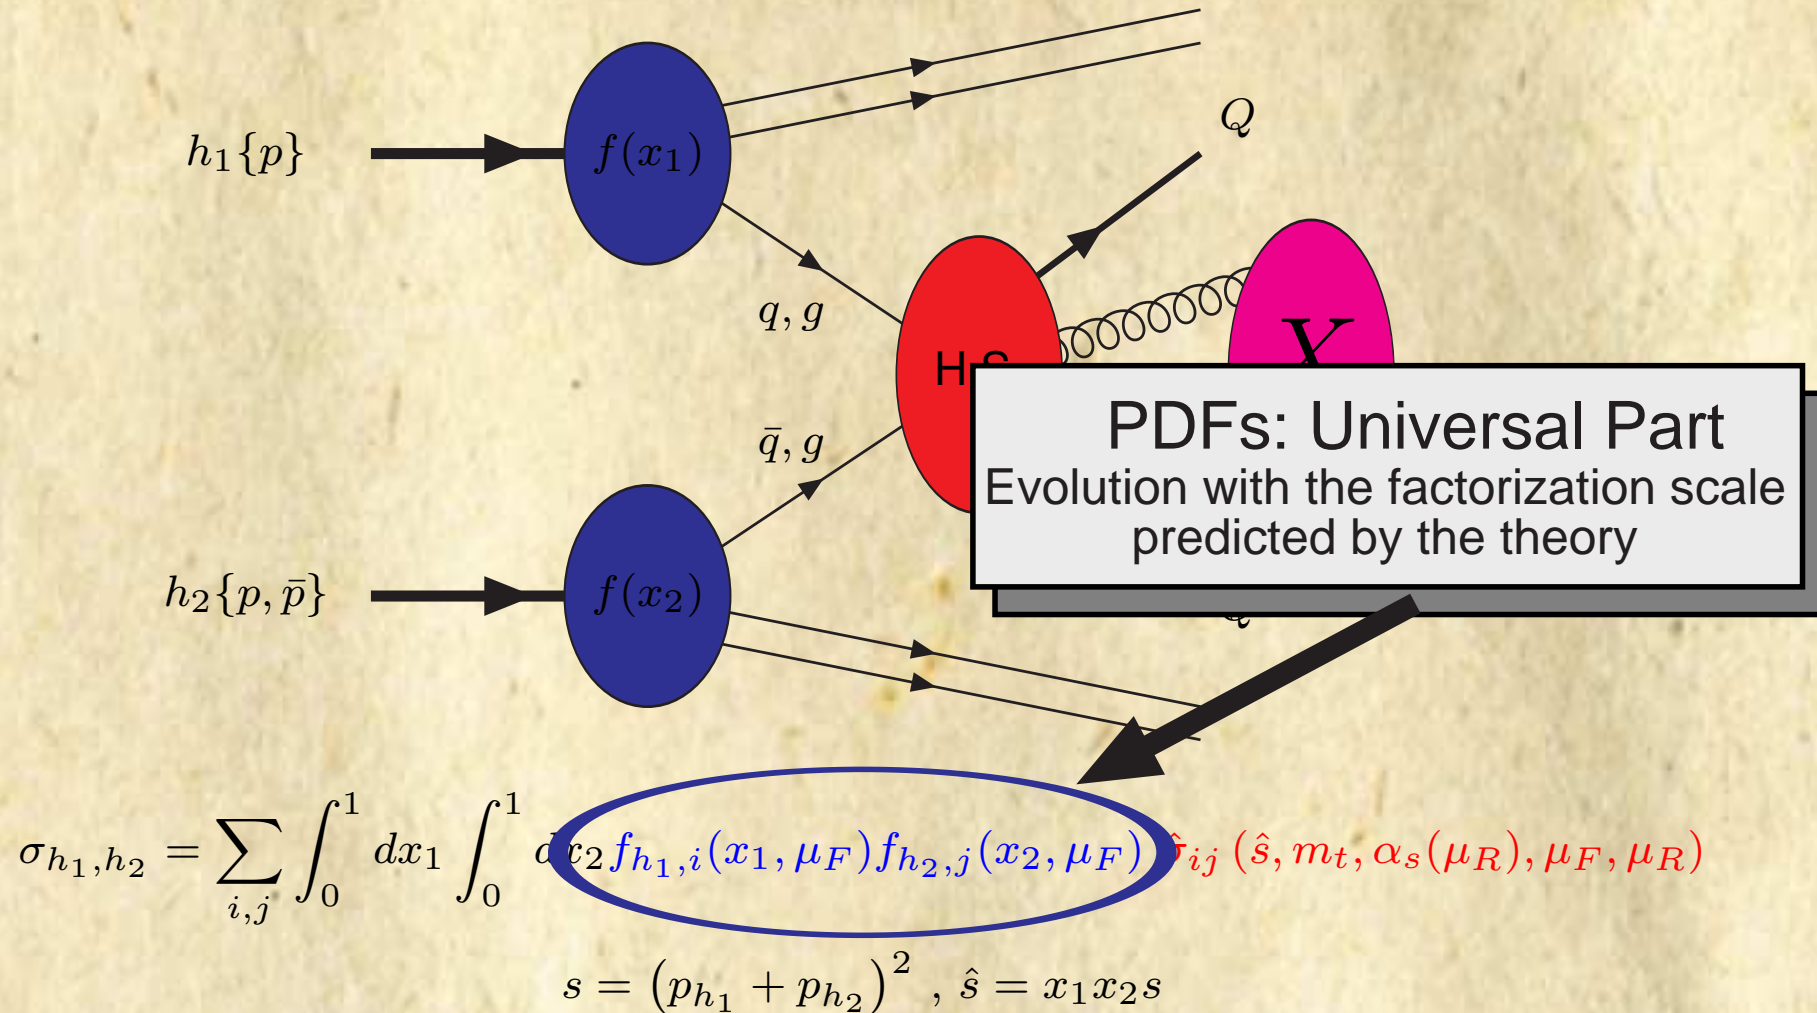 Q
h₁{p}
f(x₁)
q, g
H.S.
X
PDFs: Universal Part
q̄, g
Evolution with the factorization scale
predicted by the theory
h₂{p, p̄}
f(x₂)
σ_{h₁,h₂} = ∑_{i,j} ∫₀¹ dx₁ ∫₀¹ dx₂ f_{h₁,i}(x₁, μ_F) f_{h₂,j}(x₂, μ_F) σ̂_{ij} (ŝ, m_t, α_s(μ_R), μ_F, μ_R)
s = (p_{h₁} + p_{h₂})² , ŝ = x₁x₂s